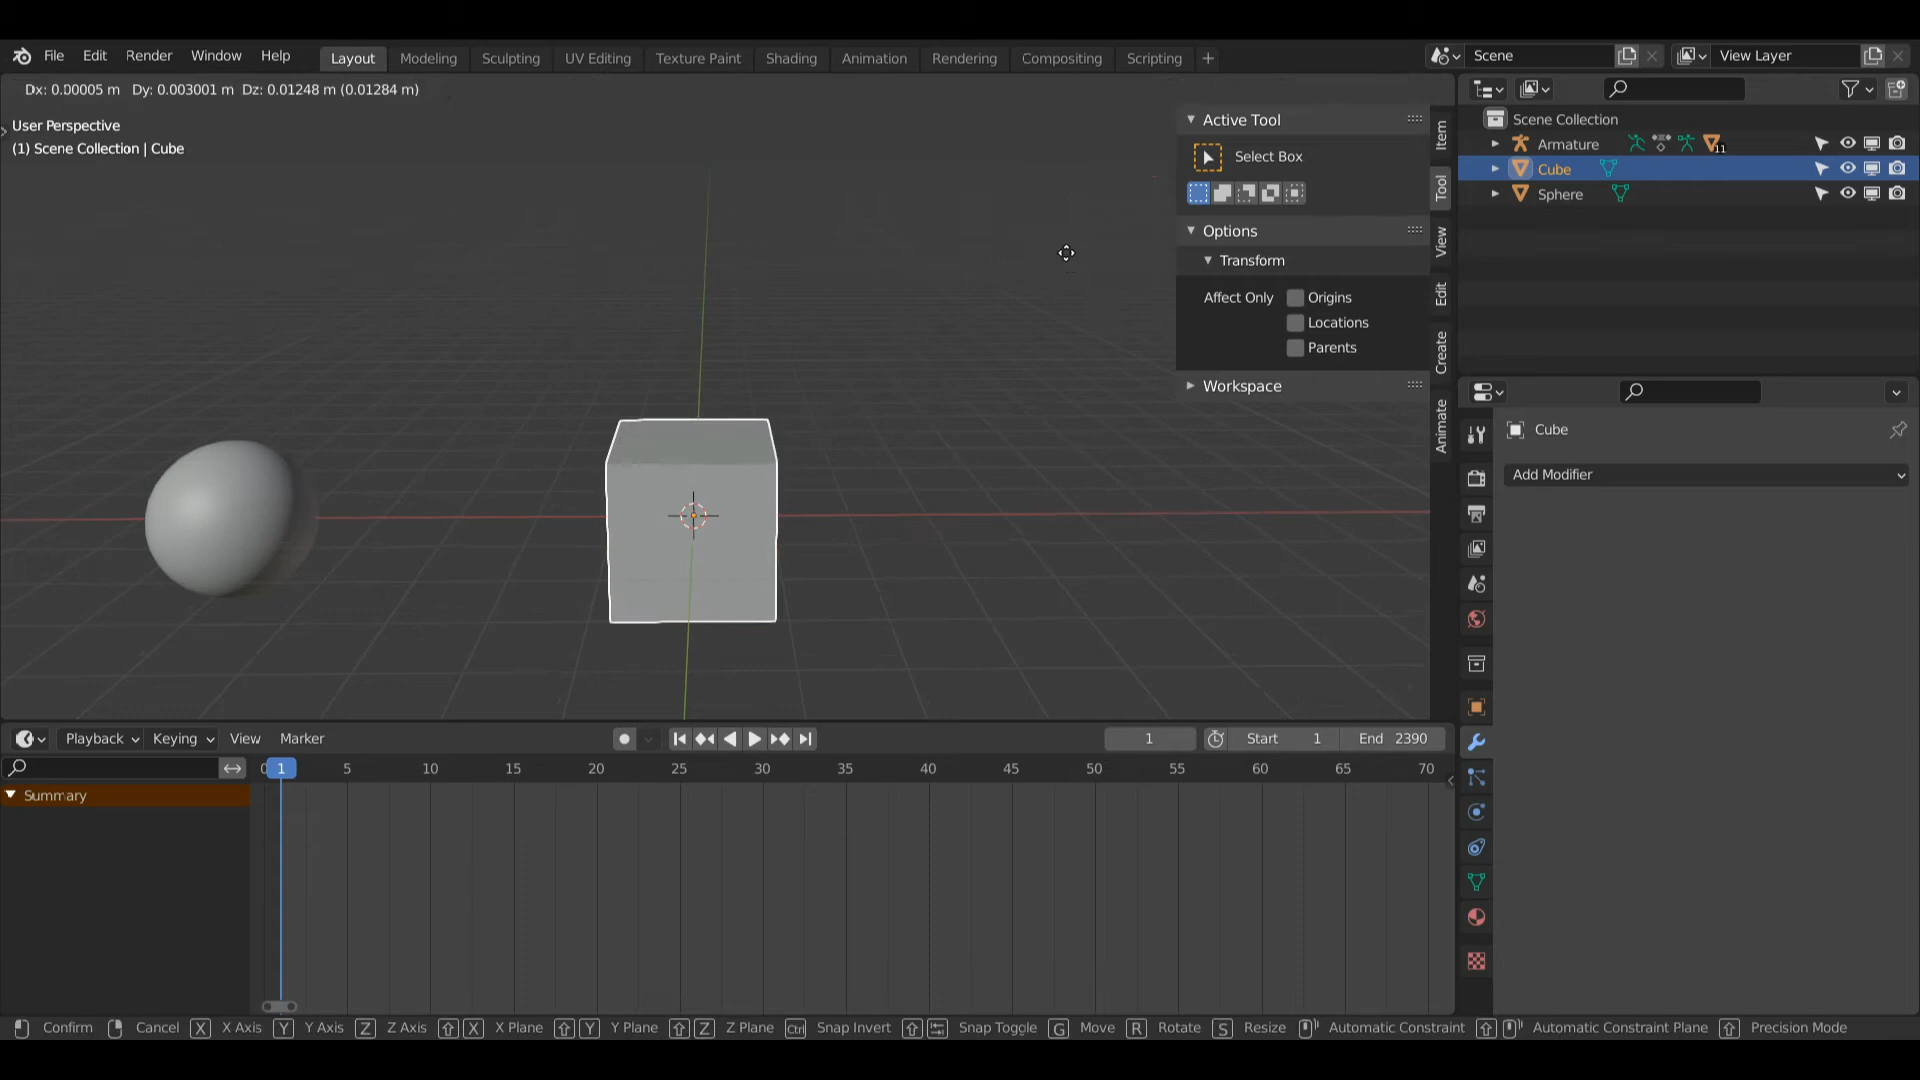 File Edit Render Window Help Layout Modeling Sculpting UV Editing Texture Paint Shading Animation Rendering Compositing Scripting + Scene View Layer
Dx: 0.00005 m Dy: 0.003001 m Dz: 0.01248 m (0.01284 m)
User Perspective
(1) Scene Collection | Cube
Active Tool
Select Box
Options
Transform
Affect Only Origins
Locations
Parents
Workspace
Item
Tool
View
Edit
Create
Animate
Scene Collection
Armature 11
Cube
Sphere
Cube
Add Modifier
Playback Keying View Marker 1 Start 1 End 2390
0 1 5 10 15 20 25 30 35 40 45 50 55 60 65 70
Summary
Confirm Cancel X X Axis Y Y Axis Z Z Axis X X Plane Y Y Plane Z Z Plane Ctrl Snap Invert Snap Toggle G Move R Rotate S Resize Automatic Constraint Automatic Constraint Plane Precision Mode